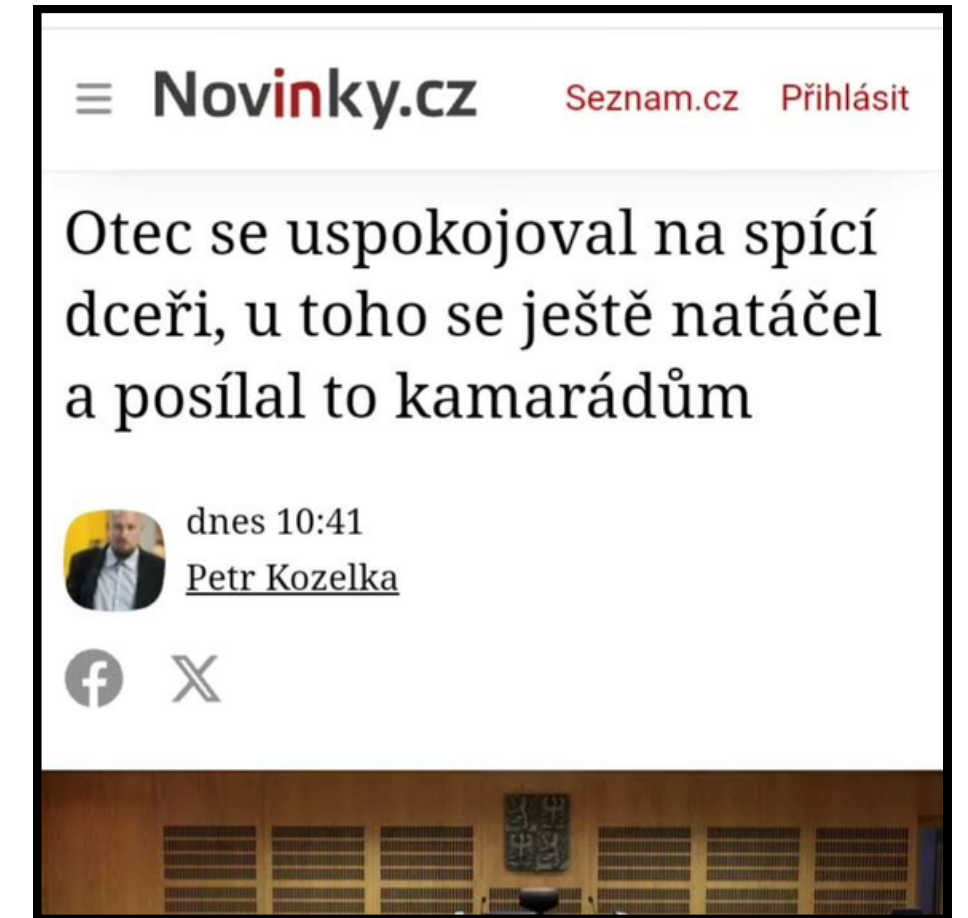 Novinky.cz Seznam.cz Přihlásit
Otec se uspokojoval na spící
dceři, u toho se ještě natáčel
a posílal to kamarádům
dnes 10:41
Petr Kozelka